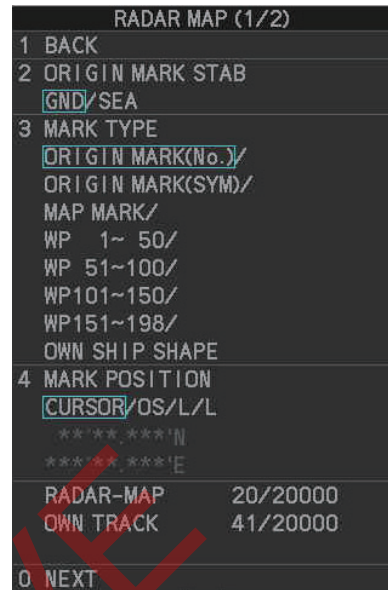 RADAR MAP (1/2)
1 BACK
2 ORIGIN MARK STAB
GND/SEA
3 MARK TYPE
ORIGIN MARK(No.)/
ORIGIN MARK(SYM)/
MAP MARK/
WP 1~ 50/
WP 51~100/
WP101~150/
WP151~198/
OWN SHIP SHAPE
4 MARK POSITION
CURSOR/OS/L/L
**°**.***'N
***°**.***'E
RADAR-MAP 20/20000
OWN TRACK 41/20000
0 NEXT